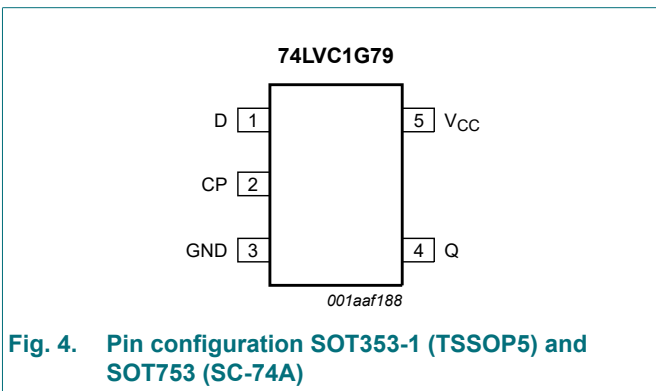 74LVC1G79
D 1 5 VCC
CP 2
GND 3 4 Q
001aaf188
Fig. 4. Pin configuration SOT353-1 (TSSOP5) and
SOT753 (SC-74A)